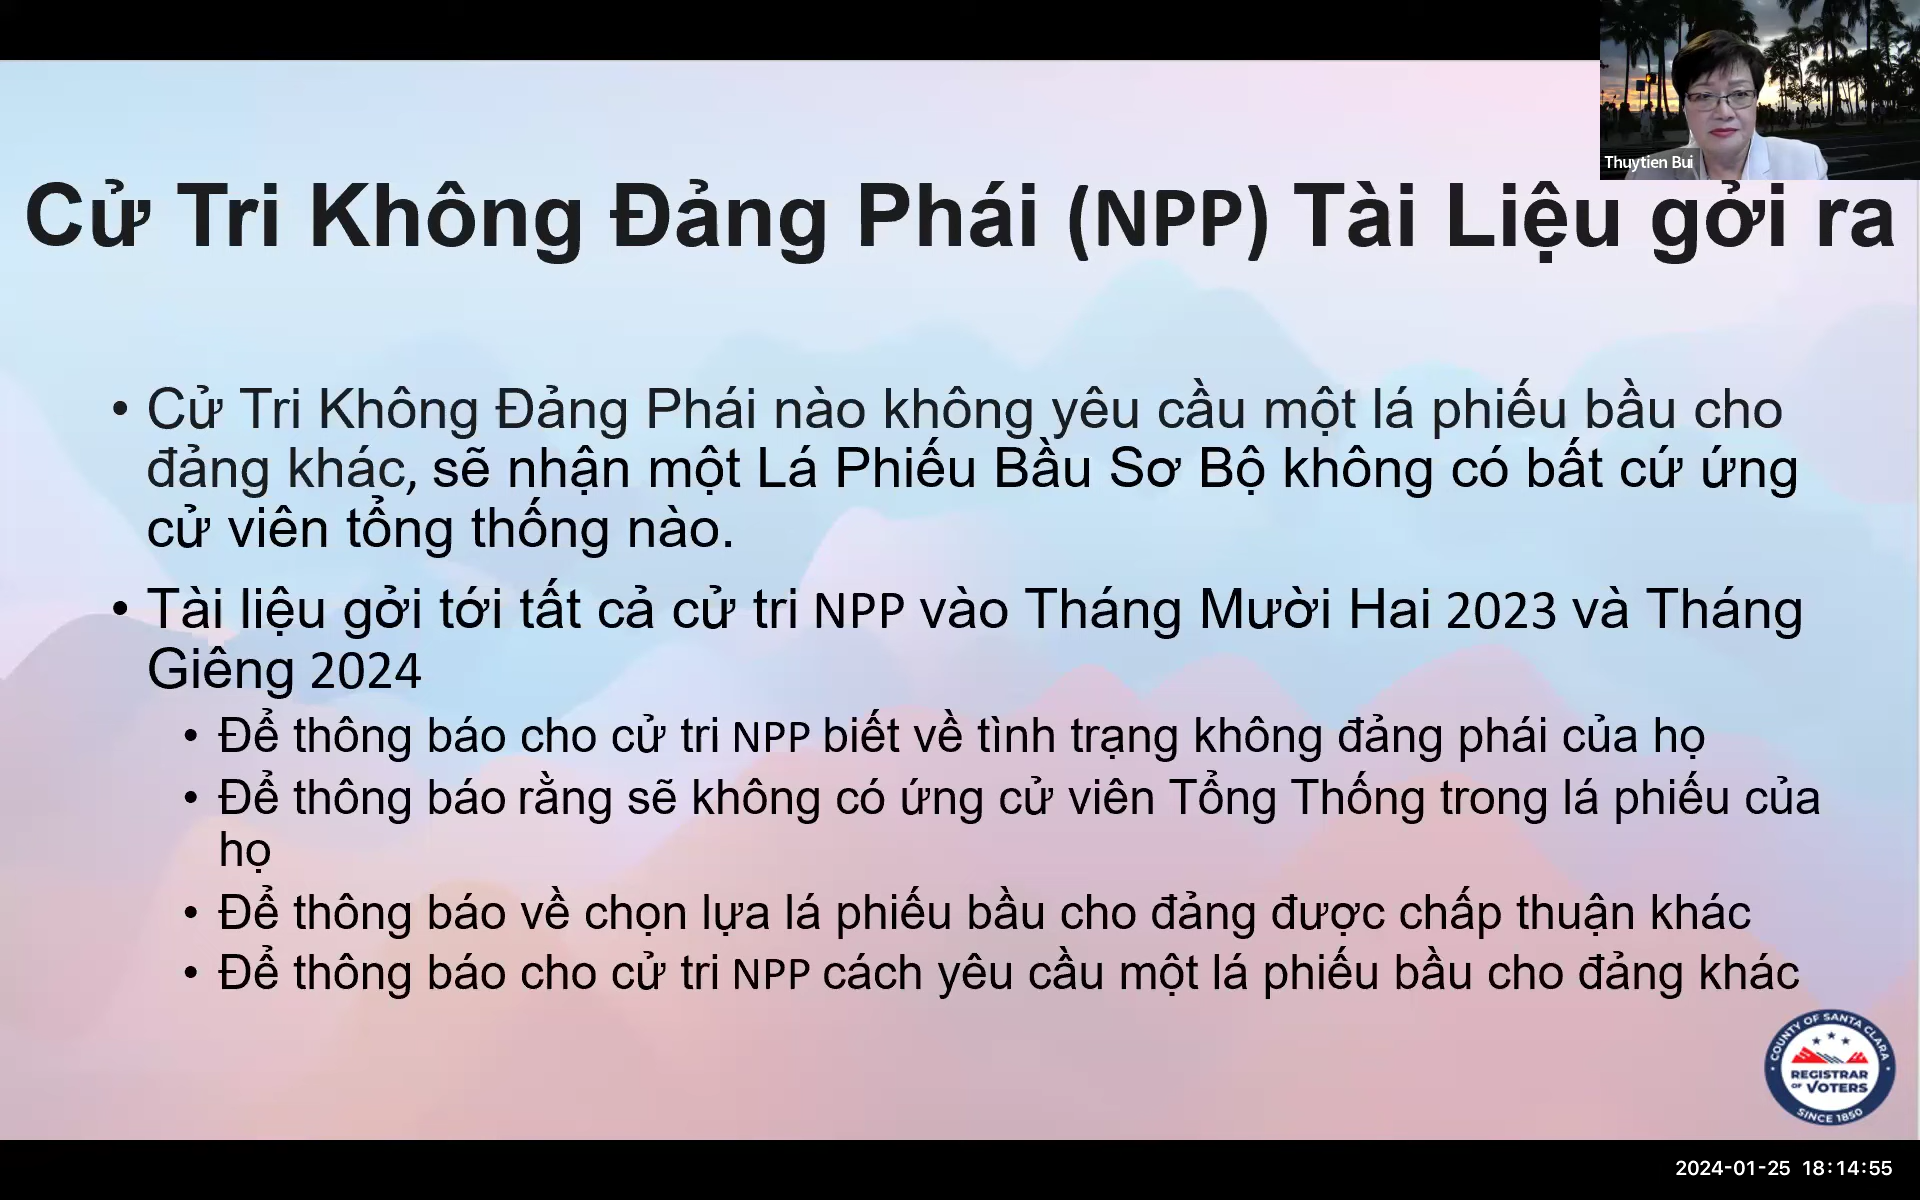 Thuytien Bui
Cử Tri Không Đảng Phái (NPP) Tài Liệu gởi ra
• Cử Tri Không Đảng Phái nào không yêu cầu một lá phiếu bầu cho
đảng khác, sẽ nhận một Lá Phiếu Bầu Sơ Bộ không có bất cứ ứng
cử viên tổng thống nào.
• Tài liệu gởi tới tất cả cử tri NPP vào Tháng Mười Hai 2023 và Tháng
Giêng 2024
• Để thông báo cho cử tri NPP biết về tình trạng không đảng phái của họ
• Để thông báo rằng sẽ không có ứng cử viên Tổng Thống trong lá phiếu của
họ
• Để thông báo về chọn lựa lá phiếu bầu cho đảng được chấp thuận khác
• Để thông báo cho cử tri NPP cách yêu cầu một lá phiếu bầu cho đảng khác
COUNTY OF SANTA CLARA
REGISTRAR
OF VOTERS
SINCE 1850
2024-01-25 18:14:55